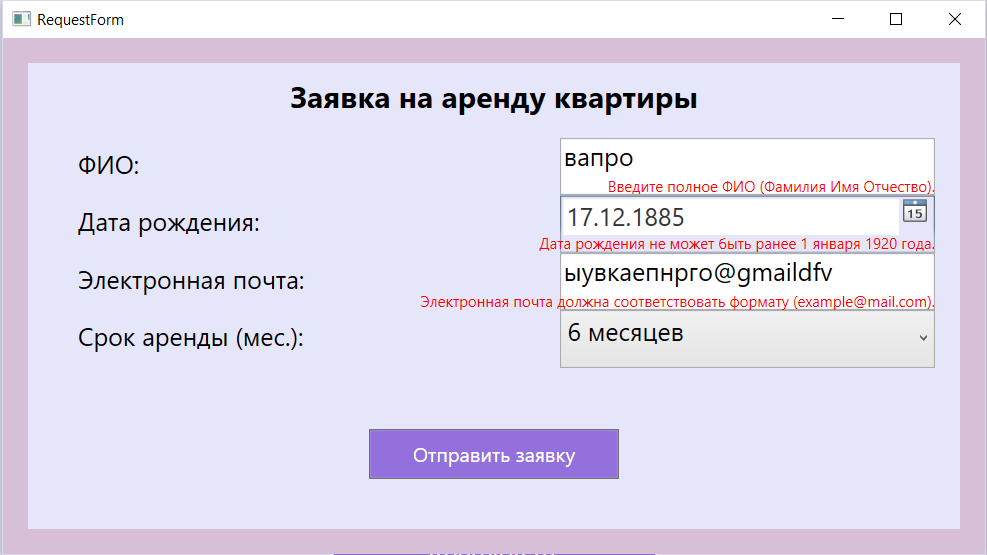 RequestForm
Заявка на аренду квартиры
ФИО:
вапро
Введите полное ФИО (Фамилия Имя Отчество).
Дата рождения:
17.12.1885
15
Дата рождения не может быть ранее 1 января 1920 года.
Электронная почта:
ыувкаепнрго@gmaildfv
Электронная почта должна соответствовать формату (example@mail.com).
Срок аренды (мес.):
6 месяцев
Отправить заявку